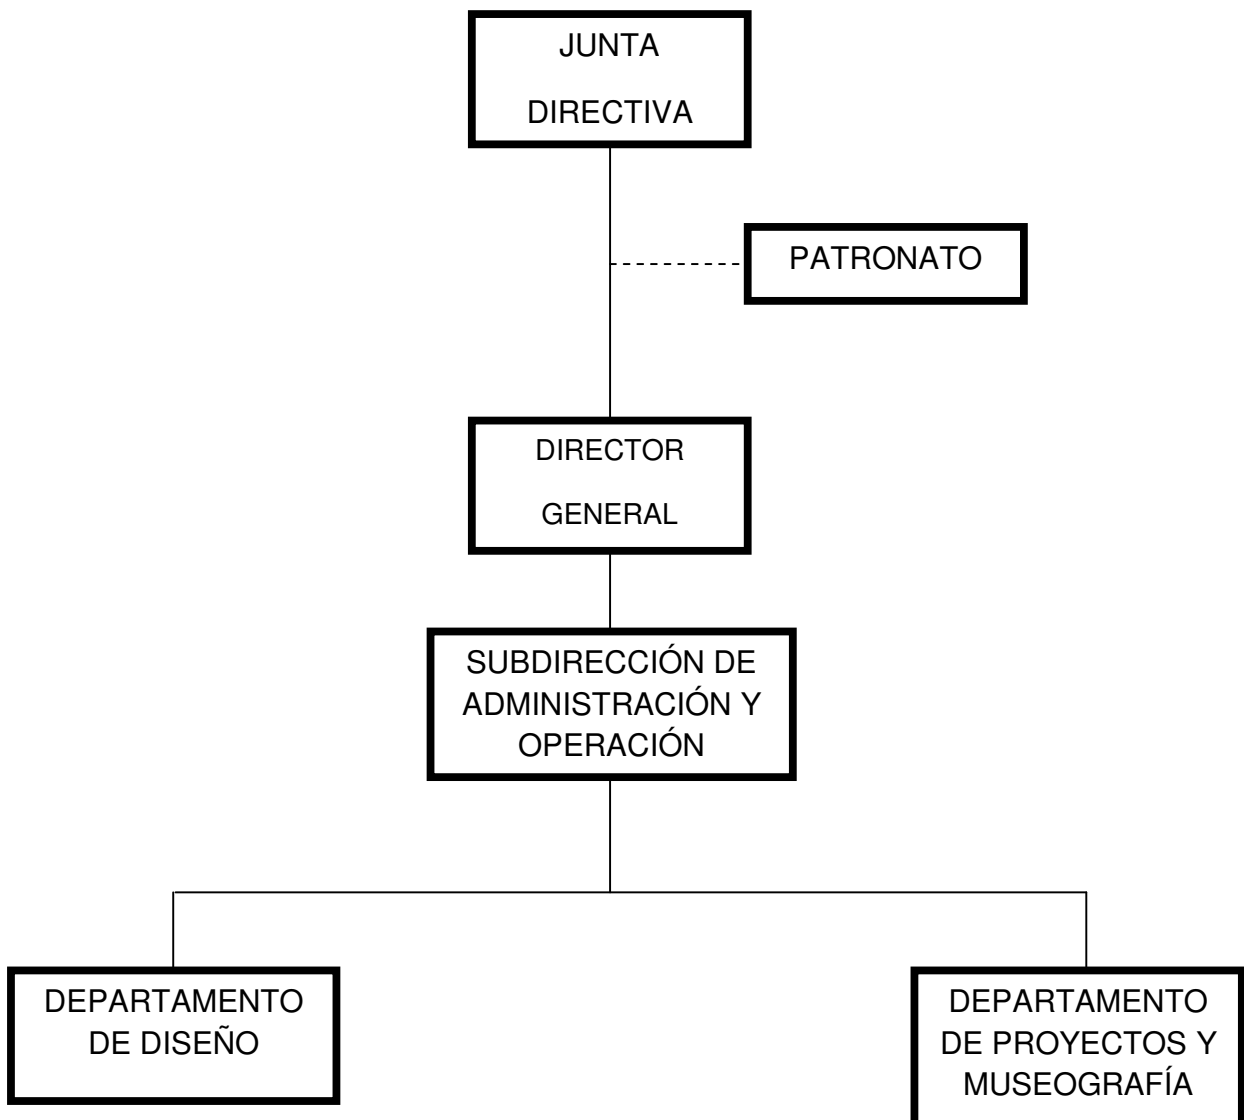 JUNTA
DIRECTIVA
PATRONATO
DIRECTOR
GENERAL
SUBDIRECCIÓN DE
ADMINISTRACIÓN Y
OPERACIÓN
DEPARTAMENTO
DE DISEÑO
DEPARTAMENTO
DE PROYECTOS Y
MUSEOGRAFÍA